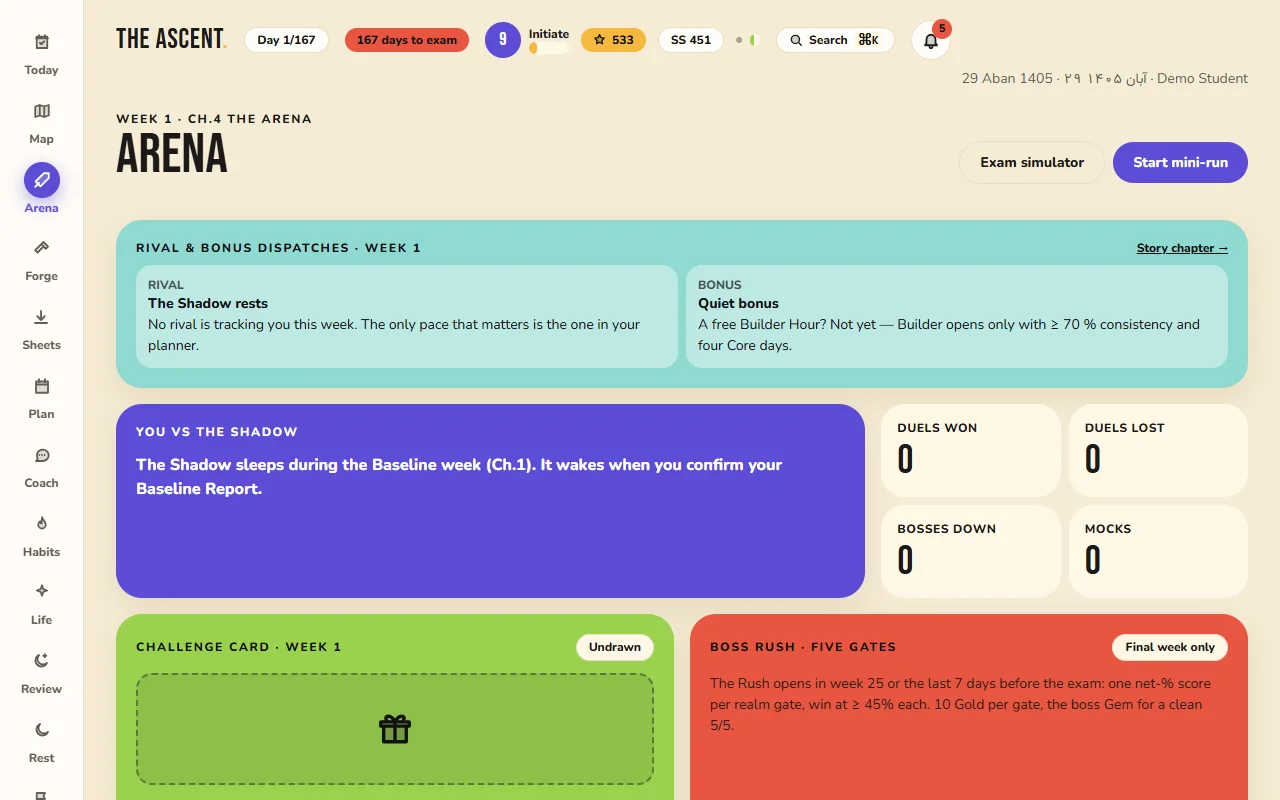 THE ASCENT.
Day 1/167
167 days to exam
9
Initiate
533
SS 451
Search ⌘K
5
29 Aban 1405 · ۲۹ آبان ۱۴۰۵ · Demo Student
Today
Map
Arena
Forge
Sheets
Plan
Coach
Habits
Life
Review
Rest
WEEK 1 · CH.4 THE ARENA
ARENA
Exam simulator
Start mini-run
RIVAL & BONUS DISPATCHES · WEEK 1
Story chapter →
RIVAL
The Shadow rests
No rival is tracking you this week. The only pace that matters is the one in your
planner.
BONUS
Quiet bonus
A free Builder Hour? Not yet — Builder opens only with ≥ 70 % consistency and
four Core days.
YOU VS THE SHADOW
The Shadow sleeps during the Baseline week (Ch.1). It wakes when you confirm your
Baseline Report.
DUELS WON
0
DUELS LOST
0
BOSSES DOWN
0
MOCKS
0
CHALLENGE CARD · WEEK 1
Undrawn
BOSS RUSH · FIVE GATES
Final week only
The Rush opens in week 25 or the last 7 days before the exam: one net-% score
per realm gate, win at ≥ 45% each. 10 Gold per gate, the boss Gem for a clean
5/5.